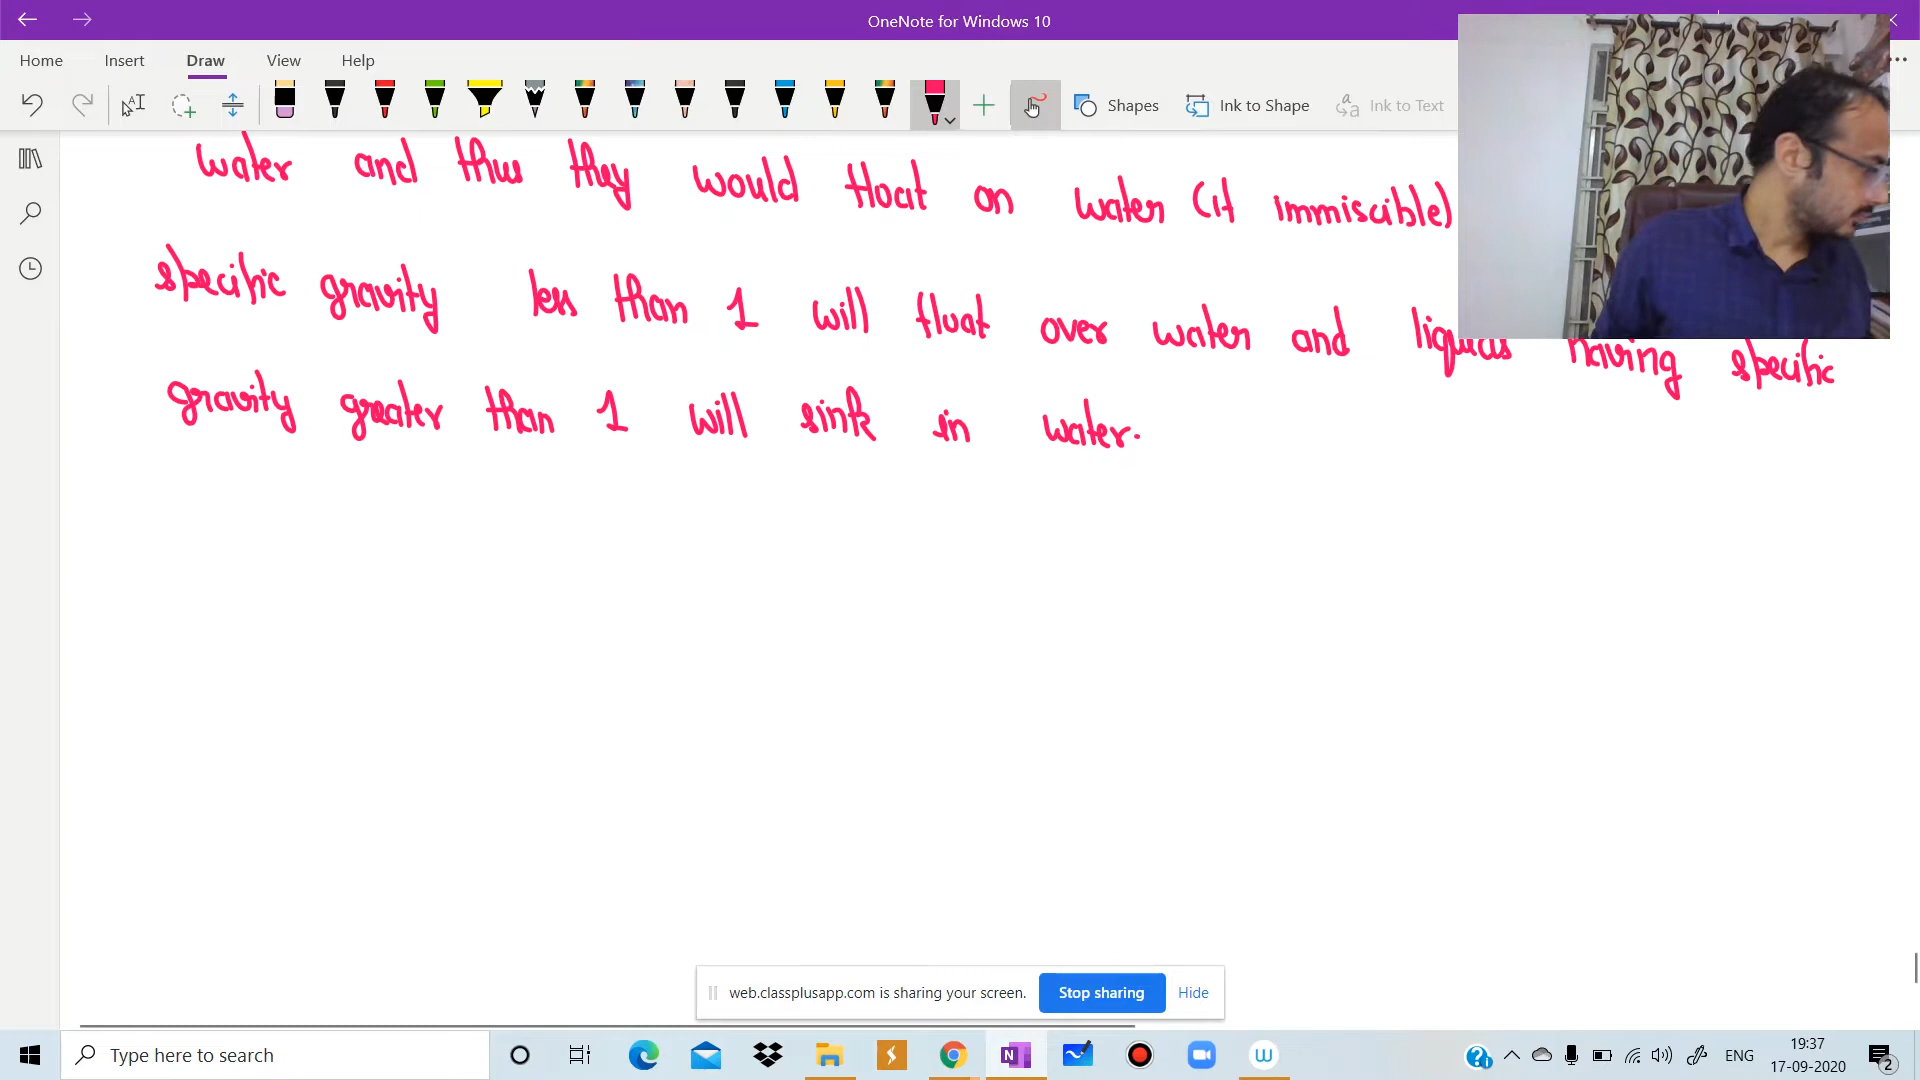 OneNote for Windows 10
Home Insert Draw View Help
Shapes Ink to Shape Ink to Text
water and thus they would float on water (if immiscible)
specific gravity less than 1 will float over water and liquids having specific
gravity greater than 1 will sink in water.
web.classplusapp.com is sharing your screen. Stop sharing Hide
Type here to search
ENG
19:37
17-09-2020
2